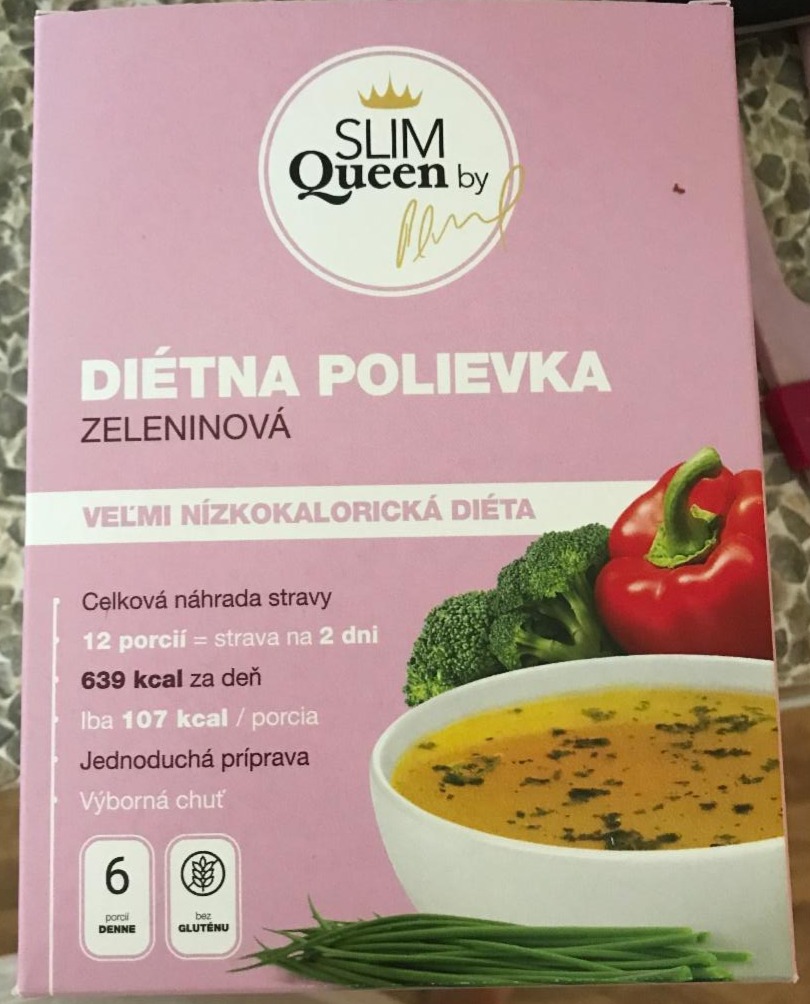 SLIM
Queen by
DIÉTNA POLIEVKA
ZELENINOVÁ
VEĽMI NÍZKOKALORICKÁ DIÉTA
Celková náhrada stravy
12 porcií = strava na 2 dni
639 kcal za deň
Iba 107 kcal / porcia
Jednoduchá príprava
Výborná chuť
6
porcií
DENNE
bez
GLUTÉNU